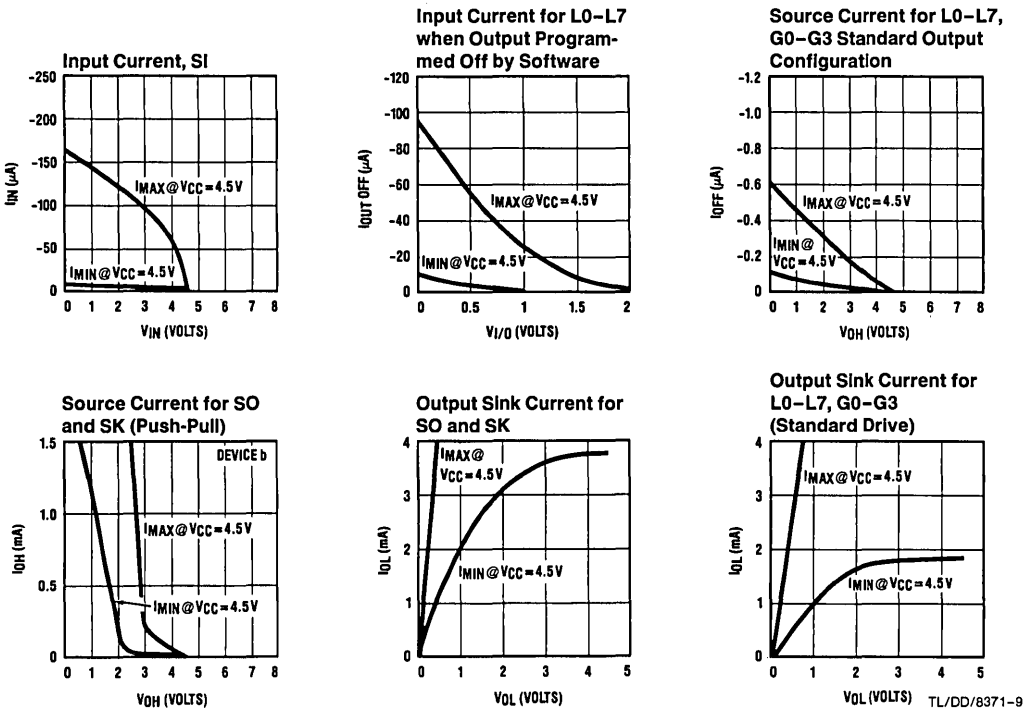 Input Current, SI
-250
-200
-150
-100
-50
0
IIN (μA)
IMAX@VCC=4.5V
IMIN@VCC=4.5V
0 1 2 3 4 5 6 7 8
VIN (VOLTS)
Input Current for L0–L7
when Output Program-
med Off by Software
-120
-100
-80
-60
-40
-20
0
IOUT OFF (μA)
IMAX@VCC=4.5V
IMIN@VCC=4.5V
0 0.5 1 1.5 2
VI/O (VOLTS)
Source Current for L0–L7,
G0–G3 Standard Output
Configuration
-1.2
-1.0
-0.8
-0.6
-0.4
-0.2
0
IOFF (μA)
IMAX@VCC=4.5V
IMIN@
VCC=4.5V
0 1 2 3 4 5 6 7 8
VOH (VOLTS)
Source Current for SO
and SK (Push-Pull)
1.5
1.0
0.5
0
IOH (mA)
DEVICE b
IMAX@VCC=4.5V
IMIN@VCC=4.5V
0 1 2 3 4 5 6 7 8
VOH (VOLTS)
Output Sink Current for
SO and SK
4
3
2
1
0
IOL (mA)
IMAX@
VCC=4.5V
IMIN@VCC=4.5V
0 1 2 3 4 5
VOL (VOLTS)
Output Sink Current for
L0–L7, G0–G3
(Standard Drive)
4
3
2
1
0
IOL (mA)
IMAX@VCC=4.5V
IMIN@VCC=4.5V
0 1 2 3 4 5
VOL (VOLTS)
TL/DD/8371–9